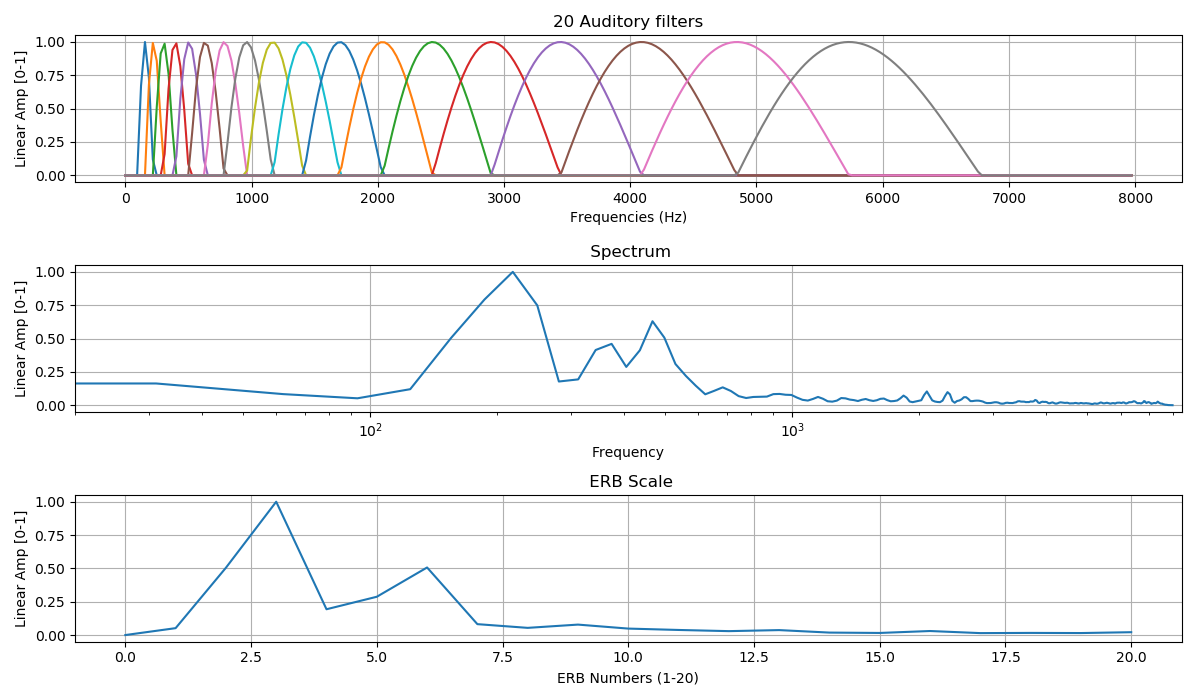 20 Auditory filters
Linear Amp [0-1]
1.00
0.75
0.50
0.25
0.00
0 1000 2000 3000 4000 5000 6000 7000 8000
Frequencies (Hz)
Spectrum
Linear Amp [0-1]
1.00
0.75
0.50
0.25
0.00
10² 10³
Frequency
ERB Scale
Linear Amp [0-1]
1.00
0.75
0.50
0.25
0.00
0.0 2.5 5.0 7.5 10.0 12.5 15.0 17.5 20.0
ERB Numbers (1-20)